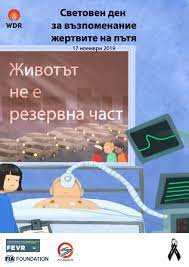 WDR
Световен ден
за възпоменание
жертвите на пътя
17 ноември 2019
Животът
не е
резервна част
FEVR
FIA FOUNDATION